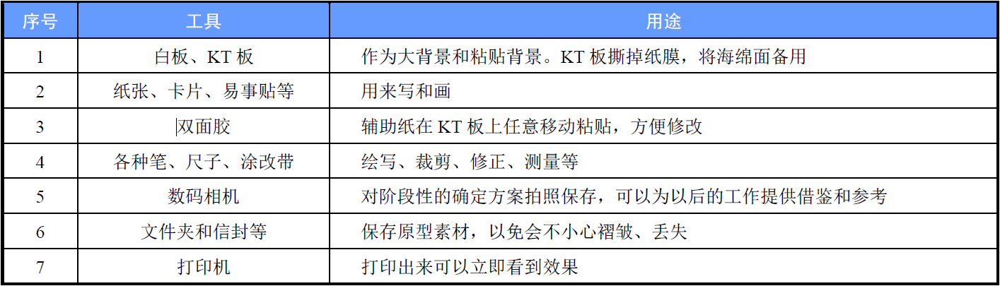 序号 工具 用途
1 白板、KT 板 作为大背景和粘贴背景。KT 板撕掉纸膜，将海绵面备用
2 纸张、卡片、易事贴等 用来写和画
3 双面胶 辅助纸在 KT 板上任意移动粘贴，方便修改
4 各种笔、尺子、涂改带 绘写、裁剪、修正、测量等
5 数码相机 对阶段性的确定方案拍照保存，可以为以后的工作提供借鉴和参考
6 文件夹和信封等 保存原型素材，以免会不小心褶皱、丢失
7 打印机 打印出来可以立即看到效果